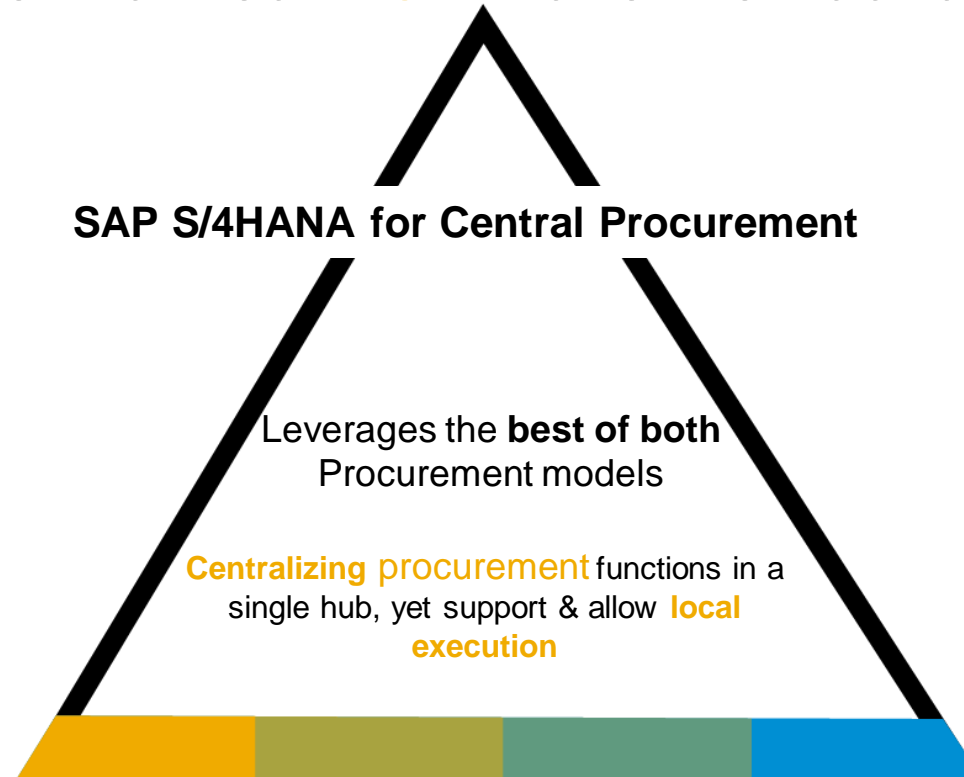 SAP S/4HANA for Central Procurement
Leverages the best of both
Procurement models
Centralizing procurement functions in a
single hub, yet support & allow local
execution